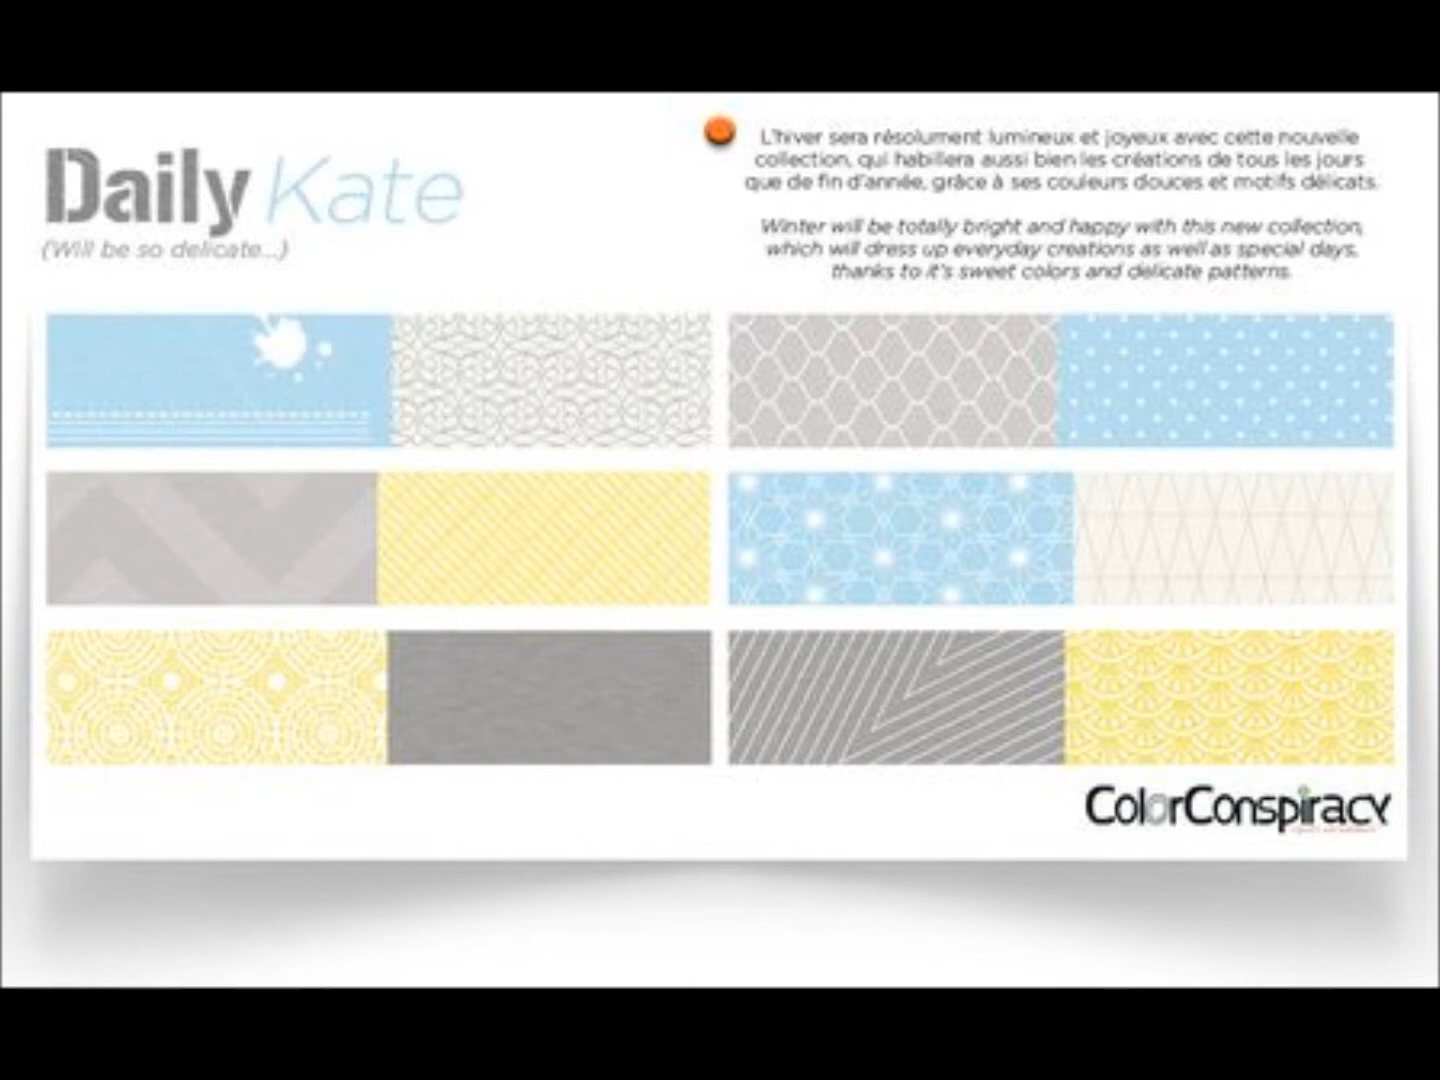 Daily Kate
(Will be so delicate...)
L'hiver sera résolument lumineux et joyeux avec cette nouvelle
collection, qui habillera aussi bien les créations de tous les jours
que de fin d'année, grâce à ses couleurs douces et motifs délicats.
Winter will be totally bright and happy with this new collection,
which will dress up everyday creations as well as special days,
thanks to it's sweet colors and delicate patterns.
ColorConspiracy